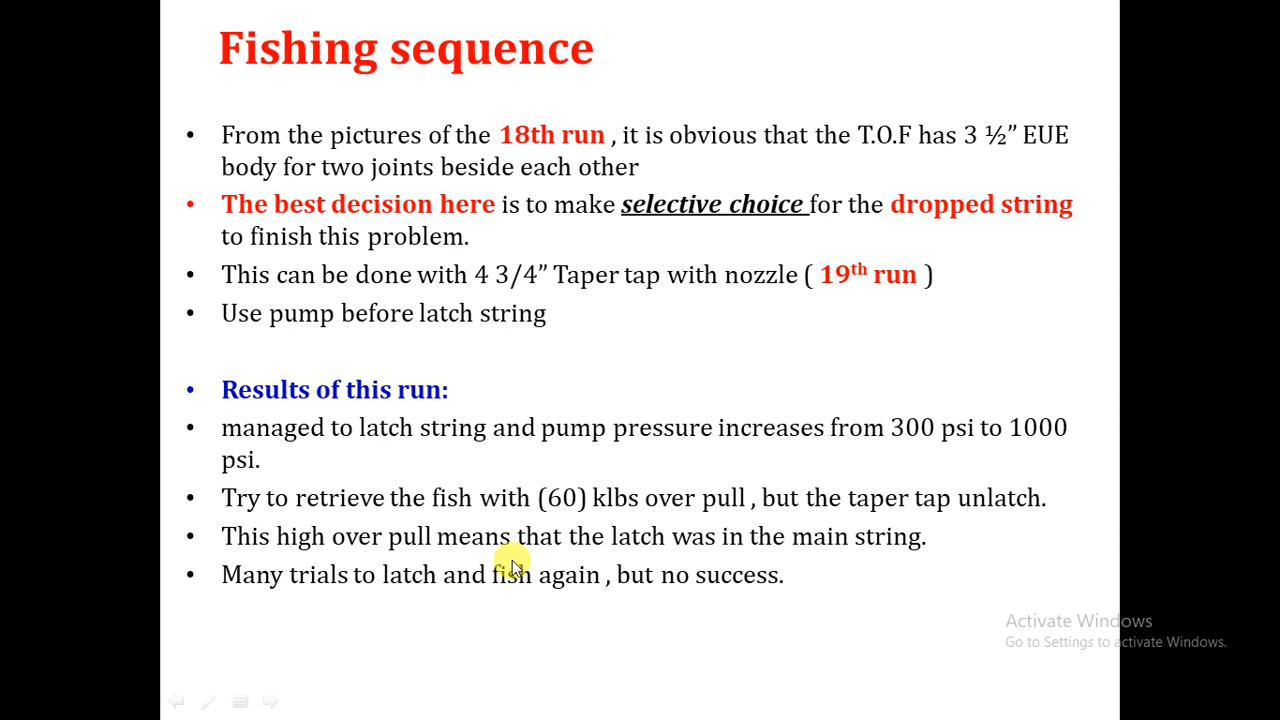 Fishing sequence
• From the pictures of the 18th run , it is obvious that the T.O.F has 3 ½” EUE
body for two joints beside each other
• The best decision here is to make selective choice for the dropped string
to finish this problem.
• This can be done with 4 3/4” Taper tap with nozzle ( 19th run )
• Use pump before latch string
• Results of this run:
• managed to latch string and pump pressure increases from 300 psi to 1000
psi.
• Try to retrieve the fish with (60) klbs over pull , but the taper tap unlatch.
• This high over pull means that the latch was in the main string.
• Many trials to latch and fish again , but no success.
Activate Windows
Go to Settings to activate Windows.